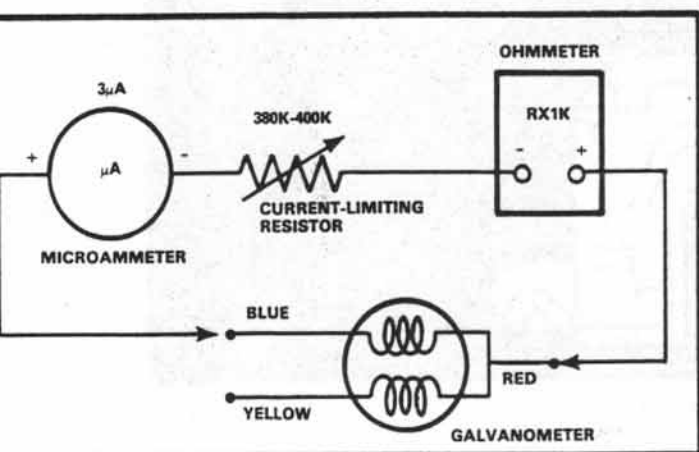 OHMMETER
3μA
380K-400K
RX1K
+
μA
-
-
+
CURRENT-LIMITING
RESISTOR
MICROAMMETER
BLUE
RED
YELLOW
GALVANOMETER